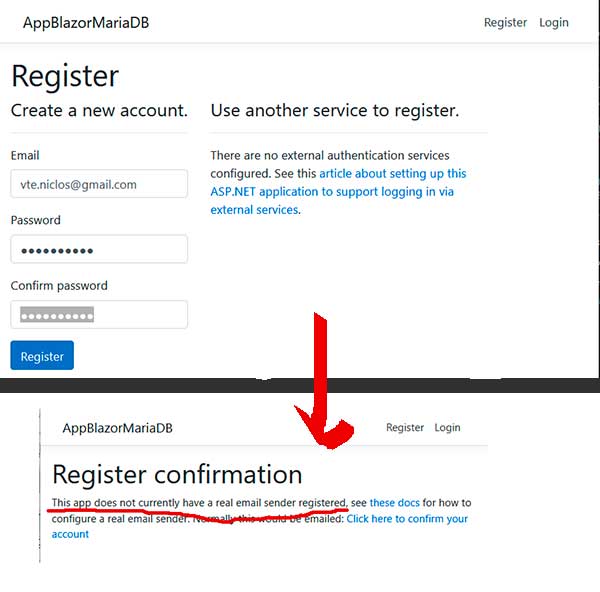 AppBlazorMariaDB
Register Login
Register
Create a new account.
Use another service to register.
Email
vte.niclos@gmail.com
Password
Confirm password
Register
There are no external authentication services
configured. See this article about setting up this
ASP.NET application to support logging in via
external services.
AppBlazorMariaDB
Register Login
Register confirmation
This app does not currently have a real email sender registered, see these docs for how to
configure a real email sender. Normally this would be emailed: Click here to confirm your
account